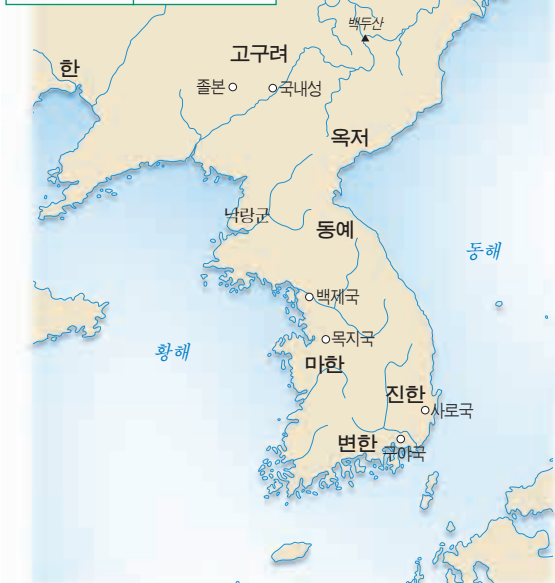 백두산
고구려
한
졸본
국내성
옥저
낙랑군
동예
동해
백제국
목지국
황해
마한
진한
사로국
변한
구야국